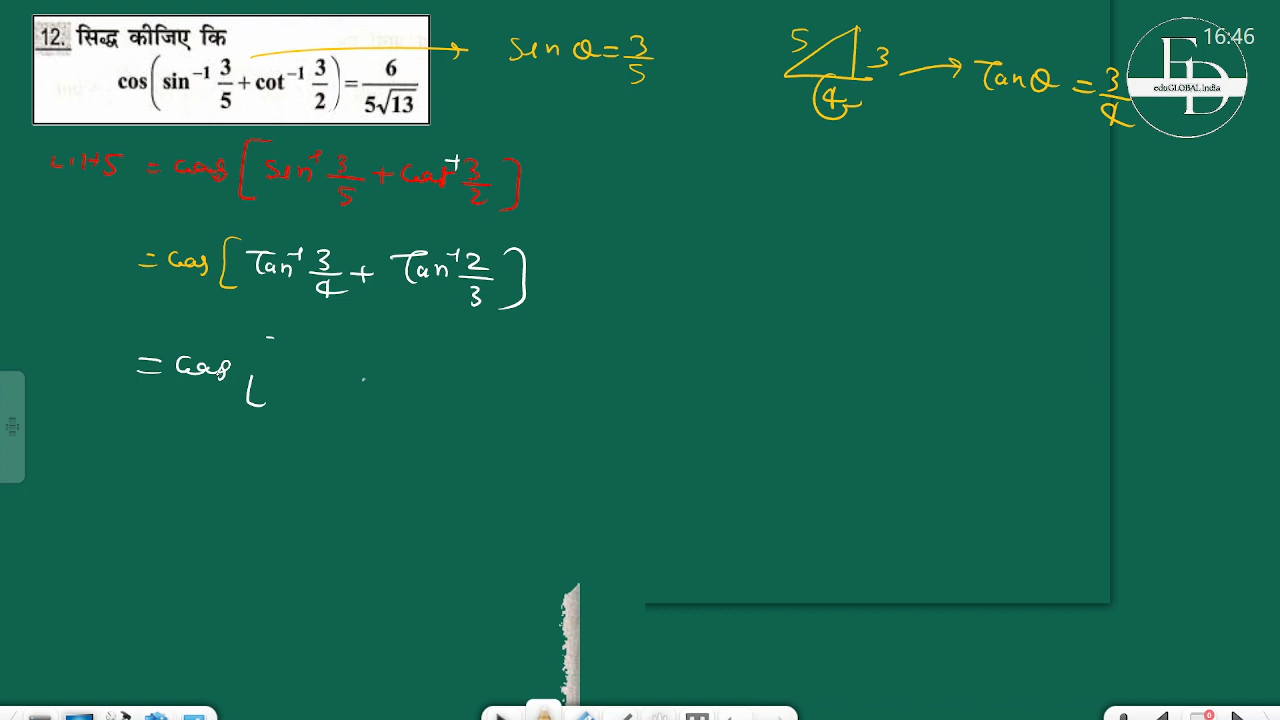 12. सिद्ध कीजिए कि
cos(sin⁻¹ 3/5 + cot⁻¹ 3/2) = 6/5√13
Sin θ = 3/5
5 3 4
Tan θ = 3/4
16:46
eduGLOBAL.India
LHS = cos [ Sin⁻¹ 3/5 + cot⁻¹ 3/2 ]
= cos [ Tan⁻¹ 3/4 + Tan⁻¹ 2/3 ]
= cos [